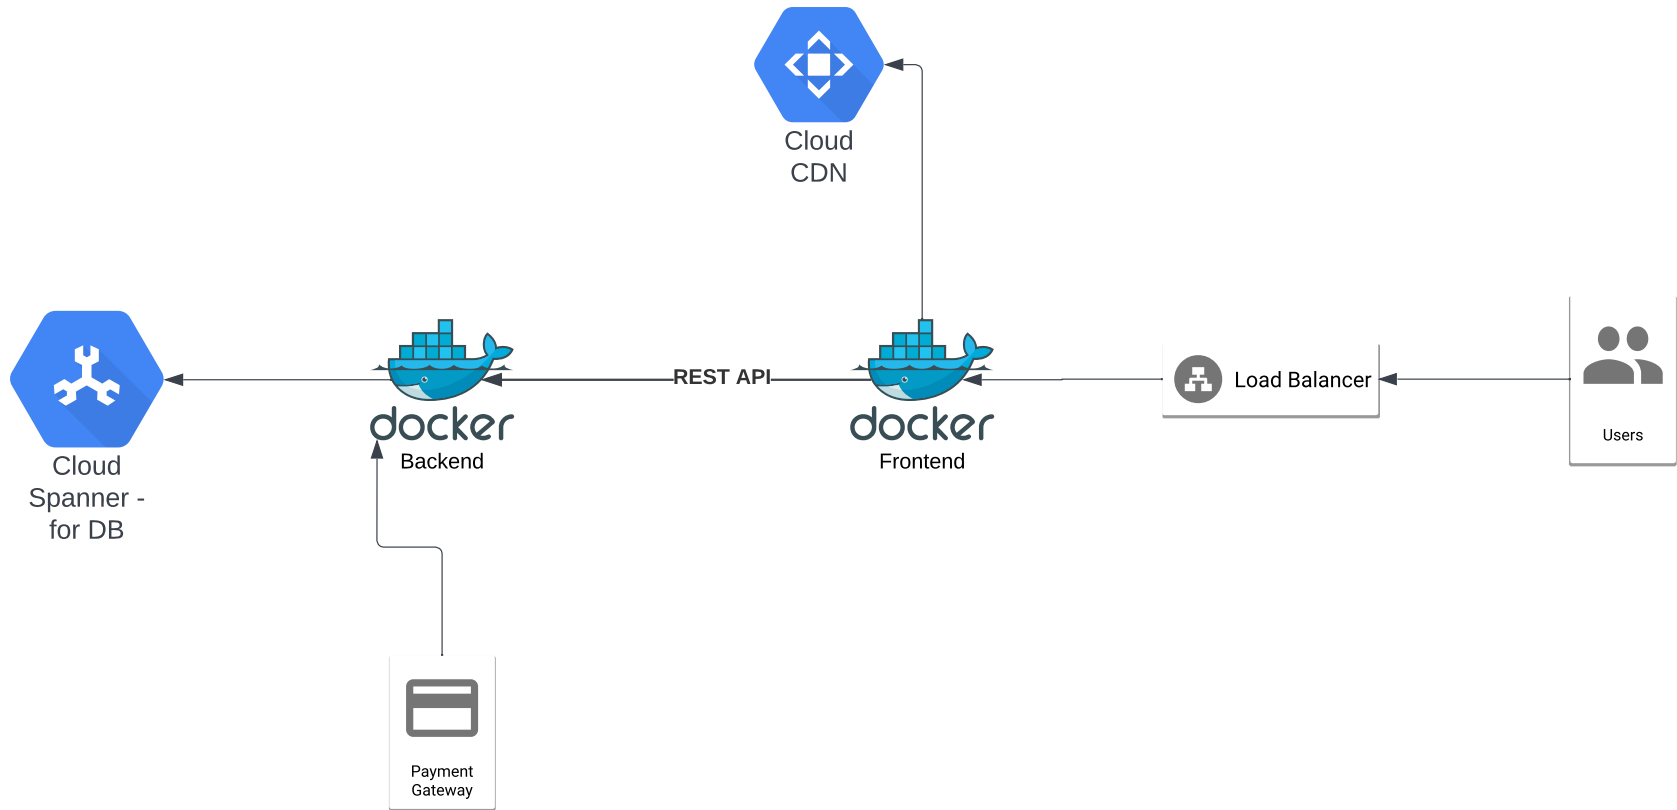 Cloud
CDN
REST API
Load Balancer
Users
docker
Backend
docker
Frontend
Cloud
Spanner -
for DB
Payment
Gateway